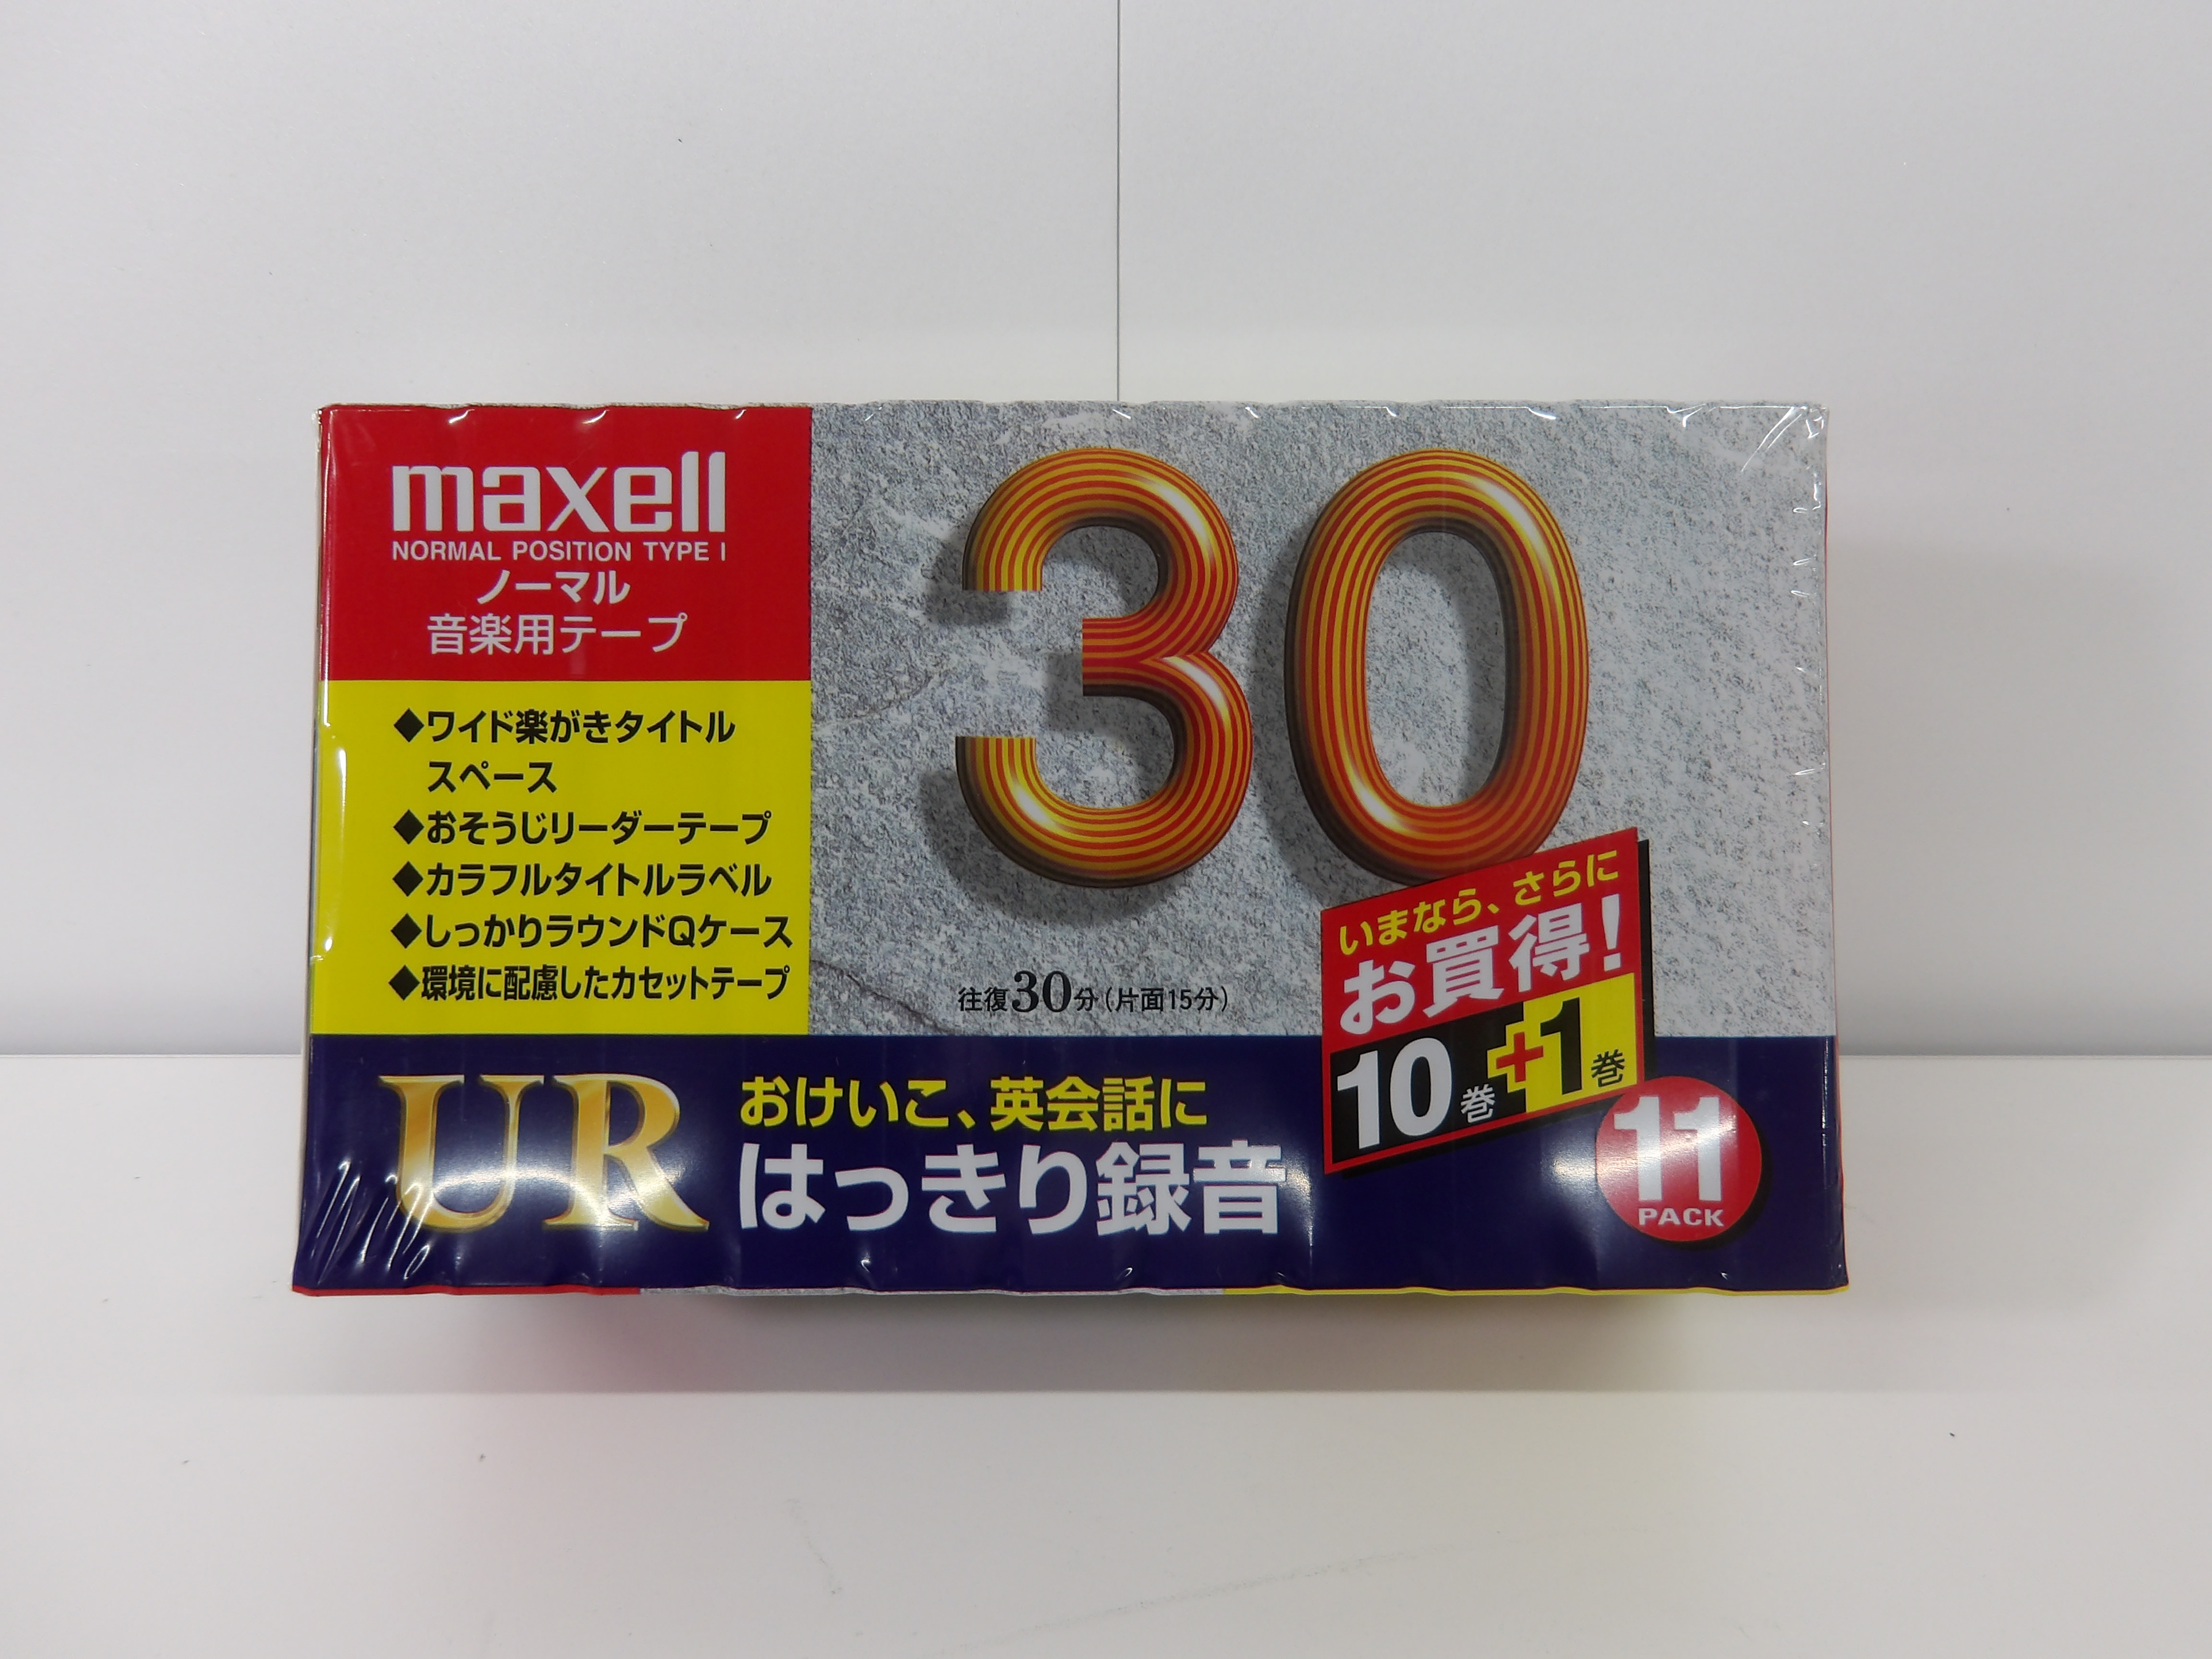 maxell
NORMAL POSITION TYPE I
ノーマル
音楽用テープ
◆ワイド楽がきタイトル
スペース
◆おそうじリーダーテープ
◆カラフルタイトルラベル
◆しっかりラウンドQケース
◆環境に配慮したカセットテープ
30
往復30分(片面15分)
いまなら、さらに
お買得!
10巻+1巻
11
PACK
UR
おけいこ、英会話に
はっきり録音